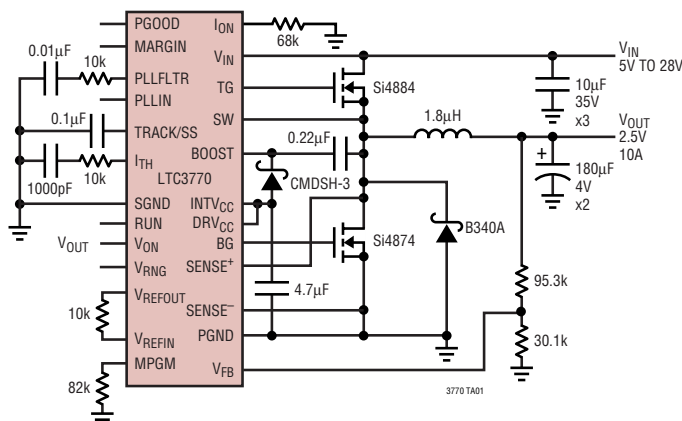 PGOOD
MARGIN
PLLFLTR
PLLIN
TRACK/SS
ITH
LTC3770
SGND
RUN
VON
VRNG
VREFOUT
VREFIN
MPGM
ION
VIN
TG
SW
BOOST
INTVCC
DRVCC
BG
SENSE+
SENSE–
PGND
VFB
0.01µF
10k
0.1µF
1000pF
10k
VOUT
10k
82k
68k
Si4884
1.8µH
0.22µF
CMDSH-3
Si4874
B340A
4.7µF
VIN
5V TO 28V
10µF
35V
x3
VOUT
2.5V
10A
+
180µF
4V
x2
95.3k
30.1k
3770 TA01